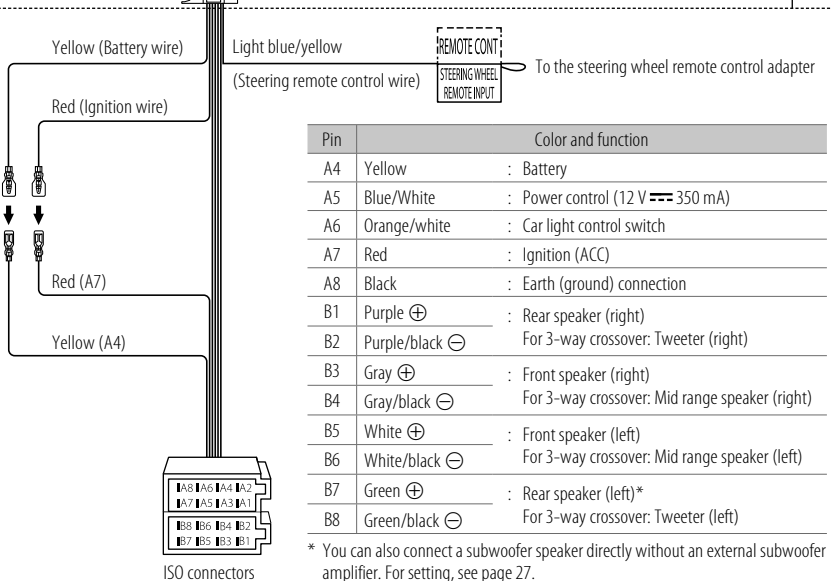 Yellow (Battery wire)
Light blue/yellow
(Steering remote control wire)
REMOTE CONT
STEERING WHEEL
REMOTE INPUT
To the steering wheel remote control adapter
Red (Ignition wire)
Red (A7)
Yellow (A4)
Pin Color and function
A4 Yellow : Battery
A5 Blue/White : Power control (12 V ⎓ 350 mA)
A6 Orange/white : Car light control switch
A7 Red : Ignition (ACC)
A8 Black : Earth (ground) connection
B1 Purple ⊕ : Rear speaker (right)
B2 Purple/black ⊖ For 3-way crossover: Tweeter (right)
B3 Gray ⊕ : Front speaker (right)
B4 Gray/black ⊖ For 3-way crossover: Mid range speaker (right)
B5 White ⊕ : Front speaker (left)
B6 White/black ⊖ For 3-way crossover: Mid range speaker (left)
B7 Green ⊕ : Rear speaker (left)*
B8 Green/black ⊖ For 3-way crossover: Tweeter (left)
* You can also connect a subwoofer speaker directly without an external subwoofer
amplifier. For setting, see page 27.
A8 A6 A4 A2
A7 A5 A3 A1
B8 B6 B4 B2
B7 B5 B3 B1
ISO connectors